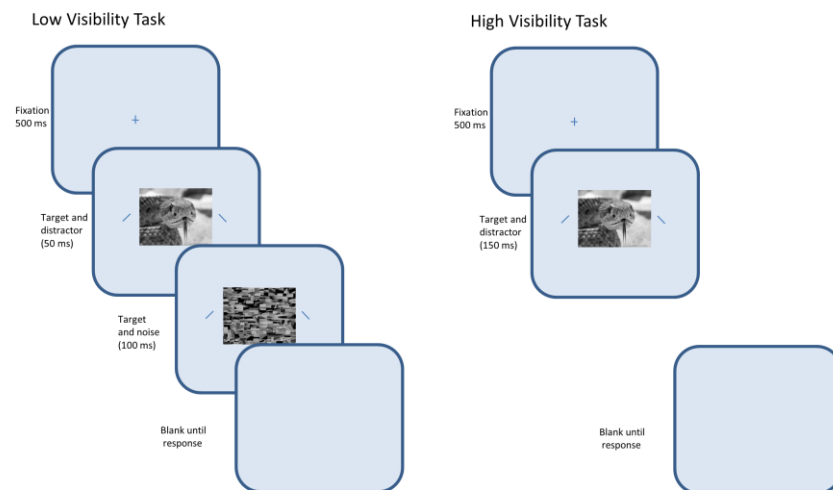 Low Visibility Task
Fixation
500 ms
Target and
distractor
(50 ms)
Target
and noise
(100 ms)
Blank until
response
High Visibility Task
Fixation
500 ms
Target and
distractor
(150 ms)
Blank until
response